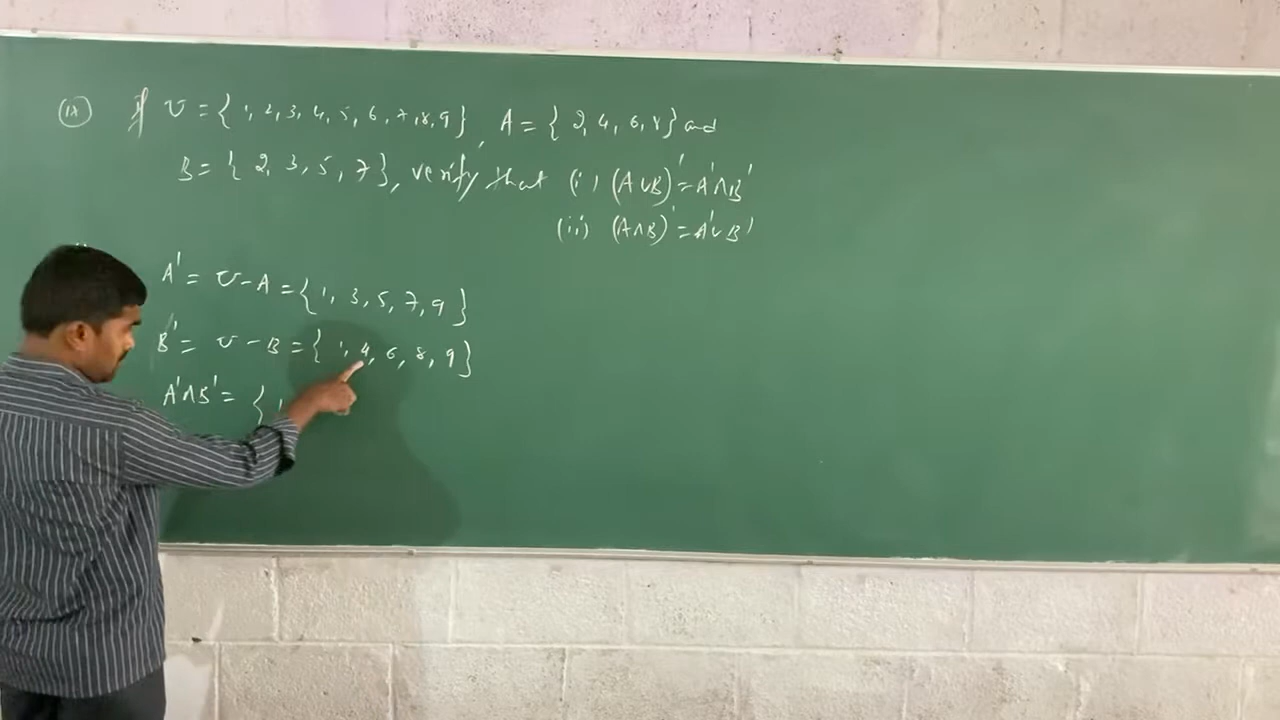 (ix) if U = { 1, 2, 3, 4, 5, 6, 7, 8, 9 }, A = { 2, 4, 6, 8 } and
B = { 2, 3, 5, 7 }, verify that (i) (A∪B)' = A'∩B'
(ii) (A∩B)' = A'∪B'
A' = U - A = { 1, 3, 5, 7, 9 }
B' = U - B = { 1, 4, 6, 8, 9 }
A'∩B' = { 1,